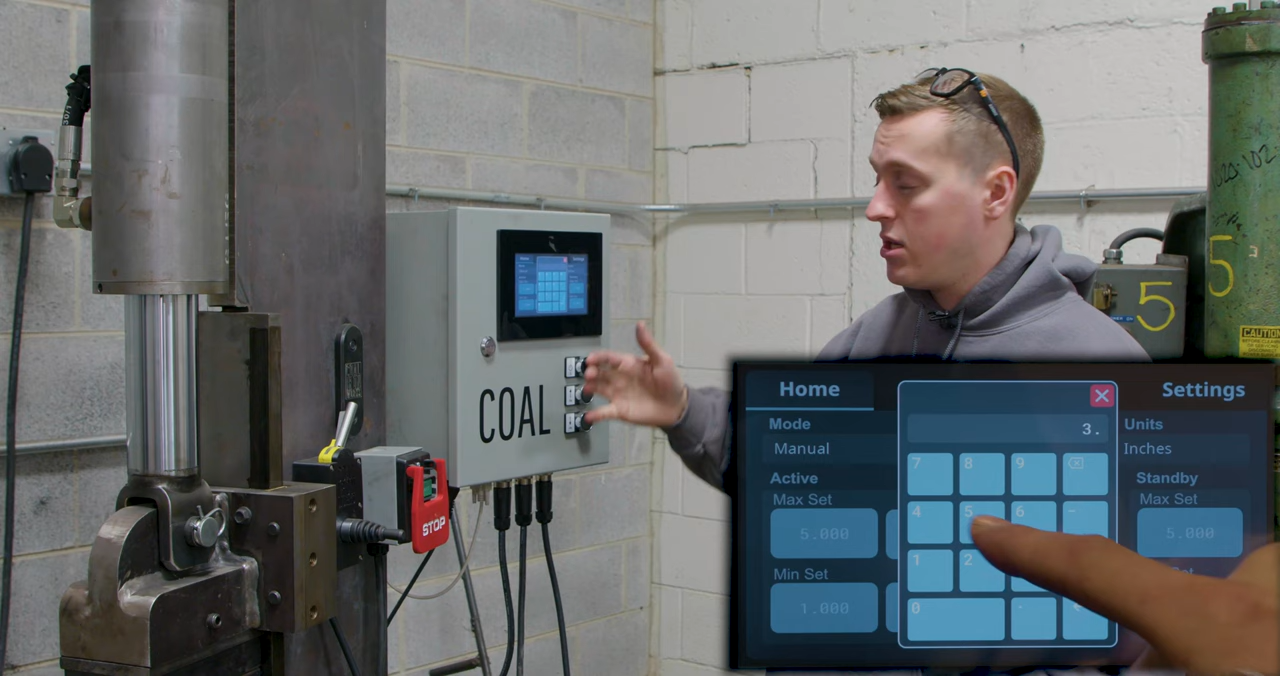 COAL
STOP
5
5
CAUTION
Home
Settings
3.
Mode
Manual
Units
Inches
Active
Standby
Max Set
Max Set
5.000
5.000
Min Set
1.000
7 8 9
4 5 6 -
1 2
0 .